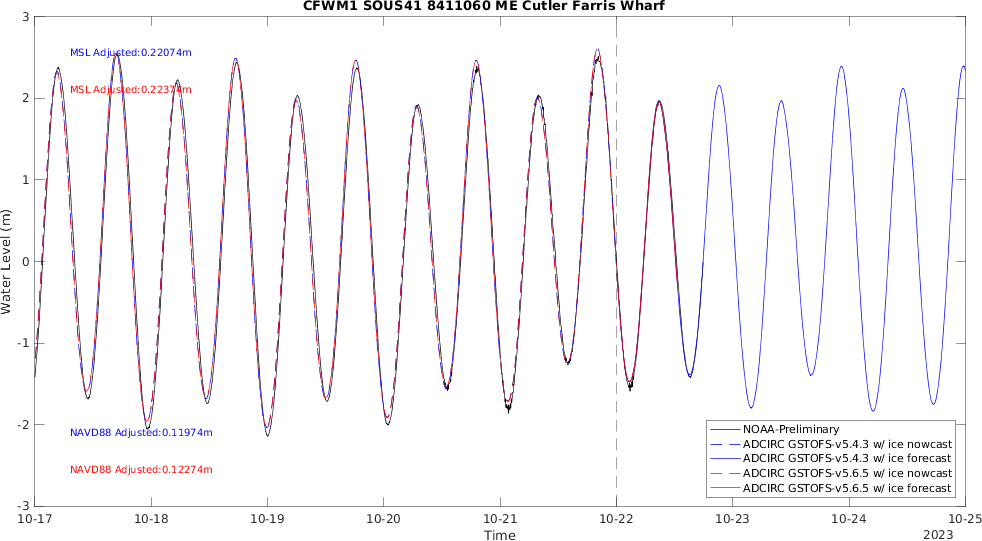 CFWM1 SOUS41 8411060 ME Cutler Farris Wharf
3
2
1
0
-1
-2
-3
Water Level (m)
MSL Adjusted:0.22074m
MSL Adjusted:0.22374m
NAVD88 Adjusted:0.11974m
NAVD88 Adjusted:0.12274m
NOAA-Preliminary
ADCIRC GSTOFS-v5.4.3 w/ ice nowcast
ADCIRC GSTOFS-v5.4.3 w/ ice forecast
ADCIRC GSTOFS-v5.6.5 w/ ice nowcast
ADCIRC GSTOFS-v5.6.5 w/ ice forecast
10-17 10-18 10-19 10-20 10-21 10-22 10-23 10-24 10-25
Time
2023